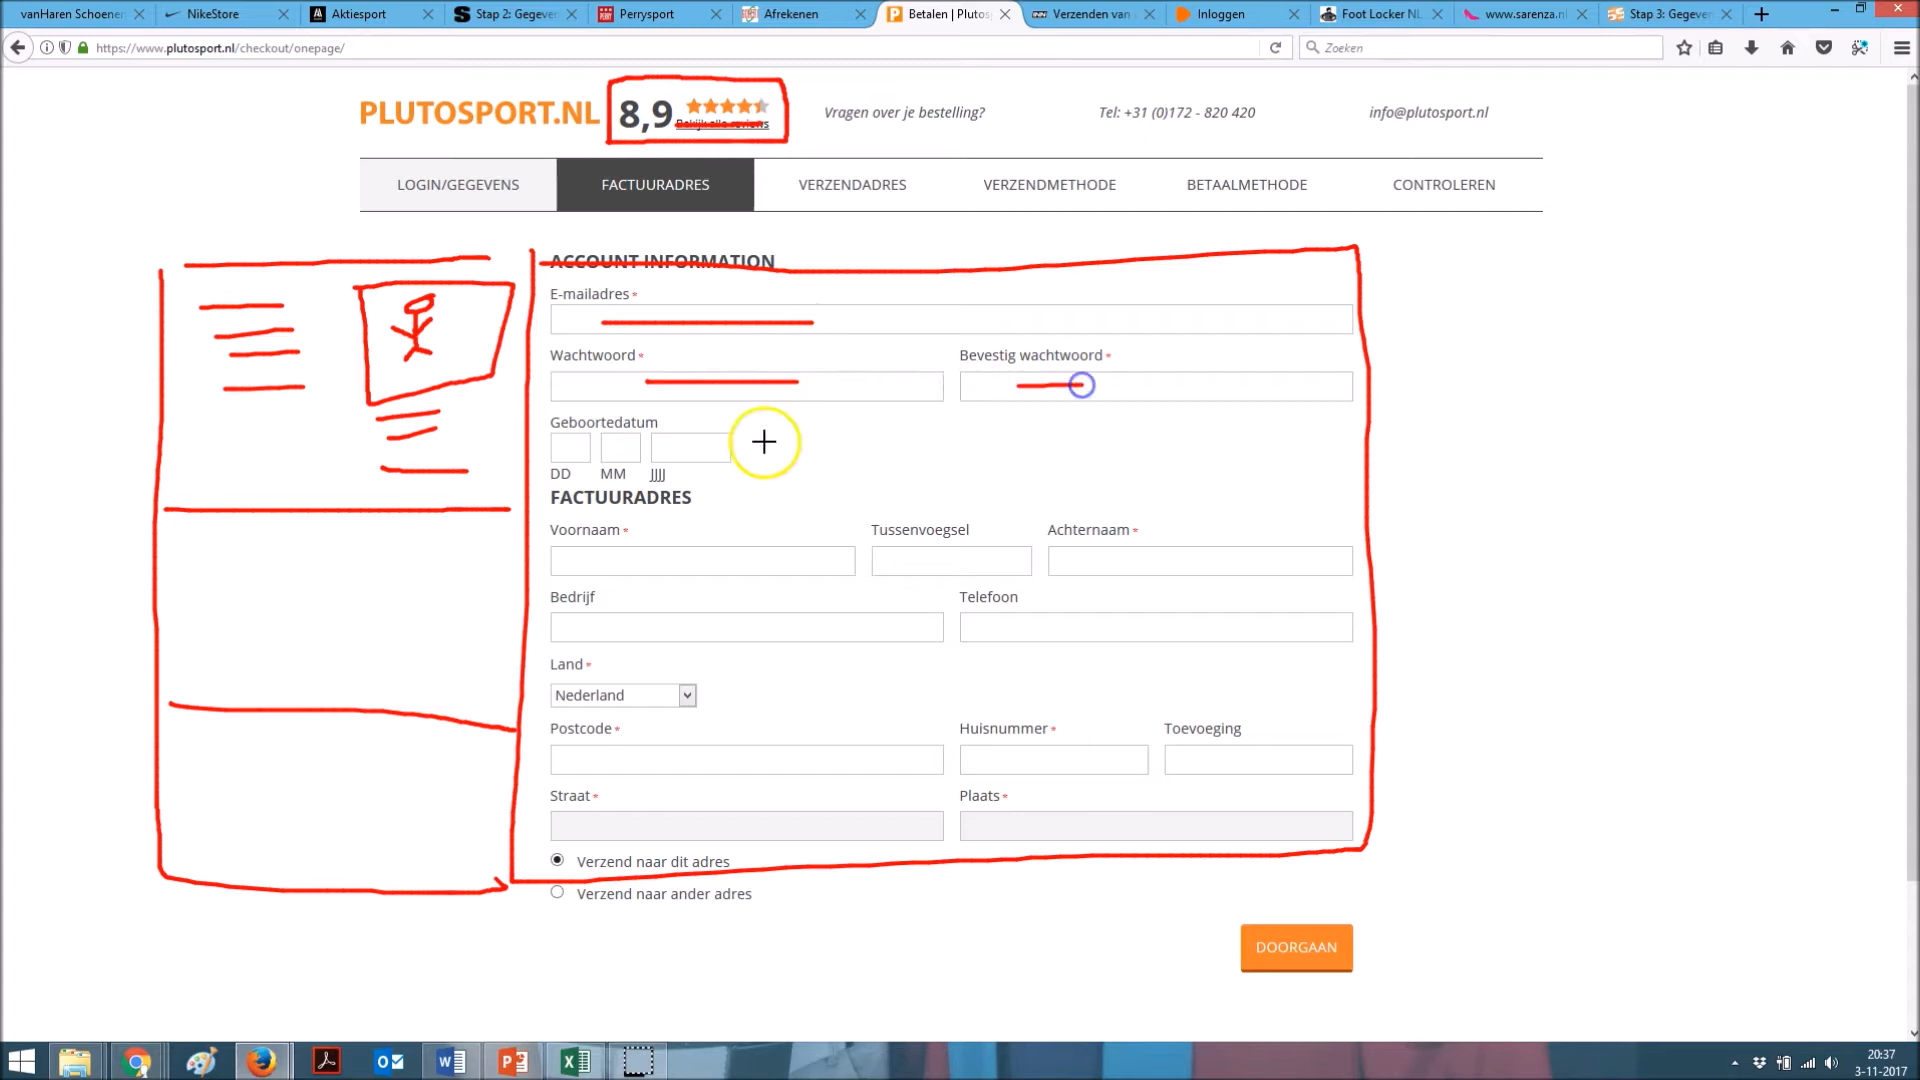 vanHaren Schoenen
NikeStore
Aktiesport
Stap 2: Gegeven
Perrysport
Afrekenen
Betalen | Plutos
Verzenden van
Inloggen
Foot Locker NL
www.sarenza.nl
Stap 3: Gegeven
https://www.plutosport.nl/checkout/onepage/
Zoeken
PLUTOSPORT.NL
8,9
Bekijk alle reviews
Vragen over je bestelling?
Tel: +31 (0)172 - 820 420
info@plutosport.nl
LOGIN/GEGEVENS
FACTUURADRES
VERZENDADRES
VERZENDMETHODE
BETAALMETHODE
CONTROLEREN
ACCOUNT INFORMATION
E-mailadres *
Wachtwoord * Bevestig wachtwoord *
Geboortedatum
DD MM JJJJ
FACTUURADRES
Voornaam * Tussenvoegsel Achternaam *
Bedrijf Telefoon
Land *
Nederland
Postcode * Huisnummer * Toevoeging
Straat * Plaats *
Verzend naar dit adres
Verzend naar ander adres
DOORGAAN
20:37
3-11-2017